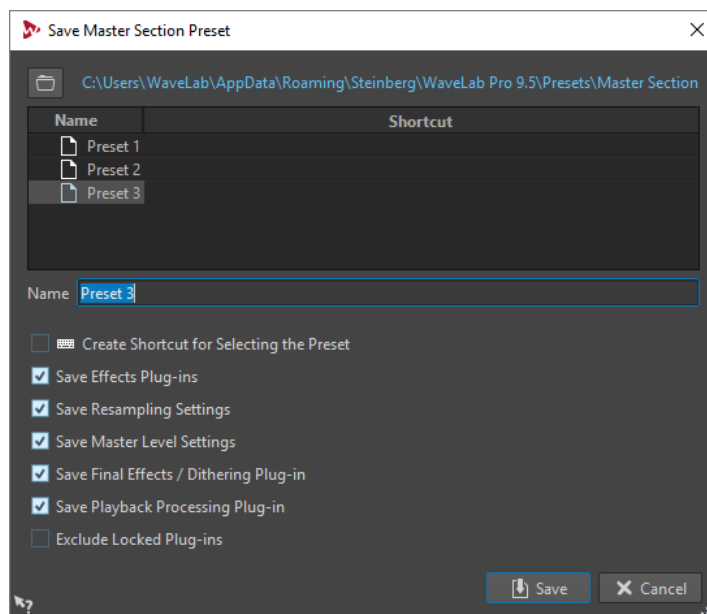 Save Master Section Preset
C:\Users\WaveLab\AppData\Roaming\Steinberg\WaveLab Pro 9.5\Presets\Master Section
Name Shortcut
Preset 1
Preset 2
Preset 3
Name Preset 3
Create Shortcut for Selecting the Preset
Save Effects Plug-ins
Save Resampling Settings
Save Master Level Settings
Save Final Effects / Dithering Plug-in
Save Playback Processing Plug-in
Exclude Locked Plug-ins
Save Cancel
?